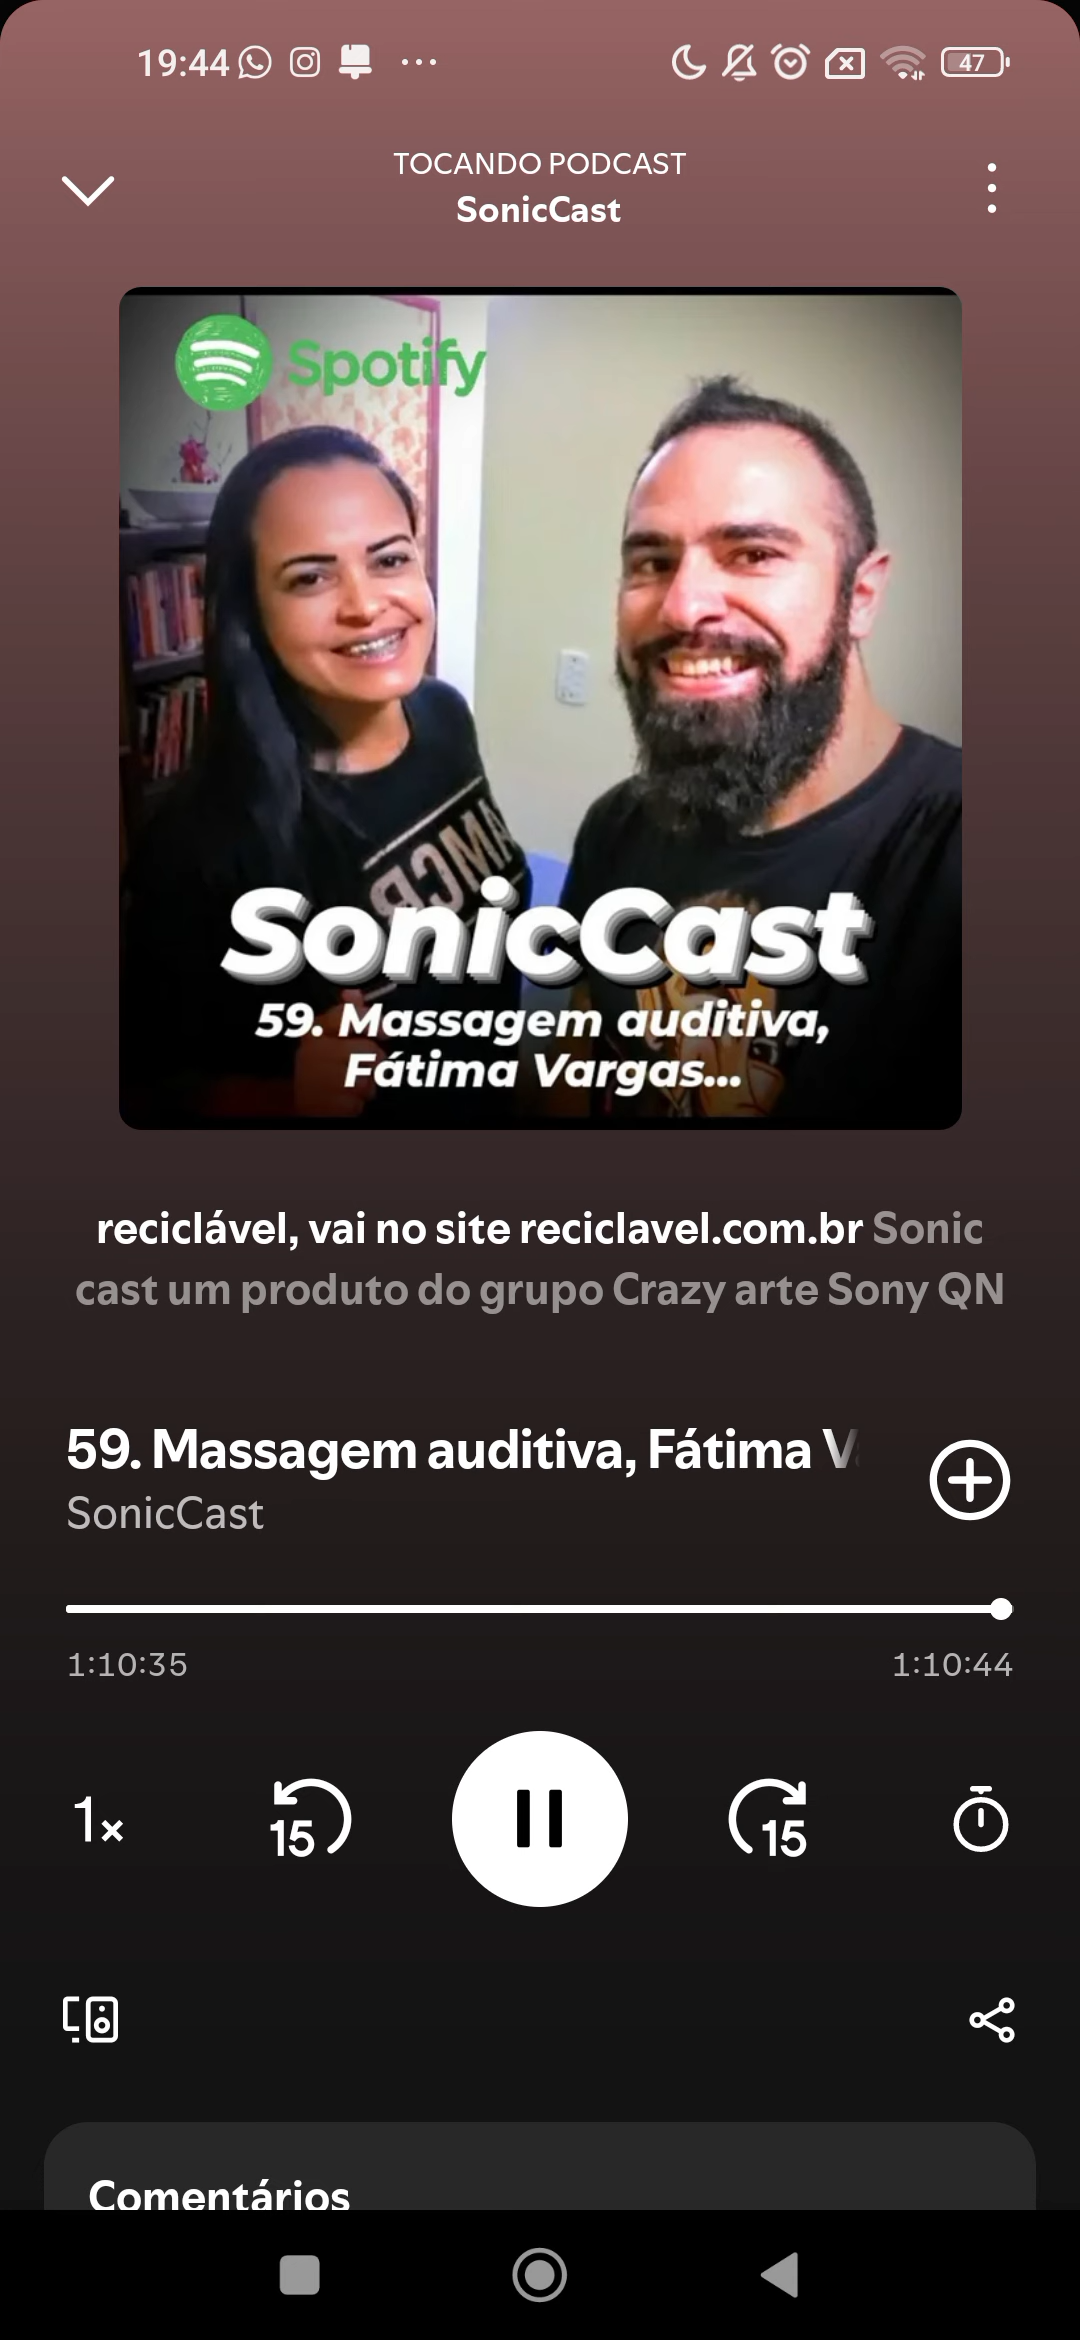 19:44
47
TOCANDO PODCAST
SonicCast
Spotify
AMCR
SonicCast
59. Massagem auditiva,
Fátima Vargas...
reciclável, vai no site reciclavel.com.br Sonic
cast um produto do grupo Crazy arte Sony QN
59. Massagem auditiva, Fátima V
SonicCast
1:10:35
1:10:44
1x
15
15
Comentários